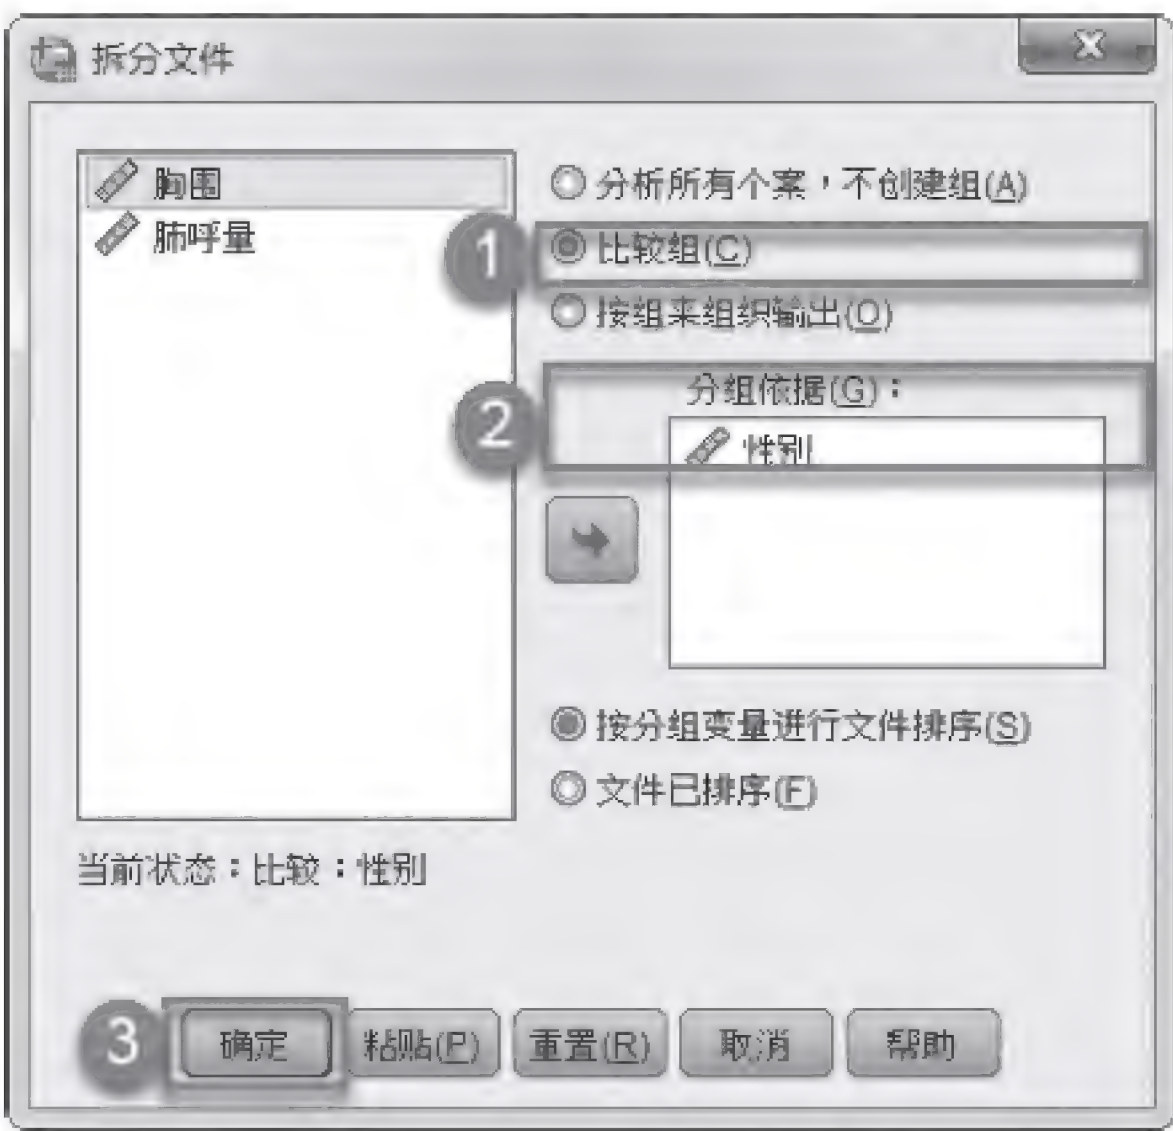 拆分文件
胸围
肺呼量
分析所有个案，不创建组(A)
1
比较组(C)
按组来组织输出(O)
2
分组依据(G)：
性别
按分组变量进行文件排序(S)
文件已排序(F)
当前状态：比较：性别
3
确定 粘贴(P) 重置(R) 取消 帮助